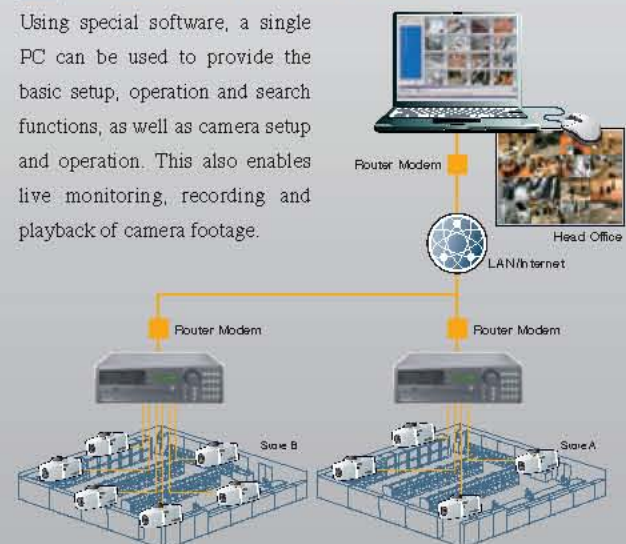 Using special software, a single
PC can be used to provide the
basic setup, operation and search
functions, as well as camera setup
and operation. This also enables
live monitoring, recording and
playback of camera footage.
Router Modem
Head Office
LAN/Internet
Router Modem
Router Modem
Store B
Store A